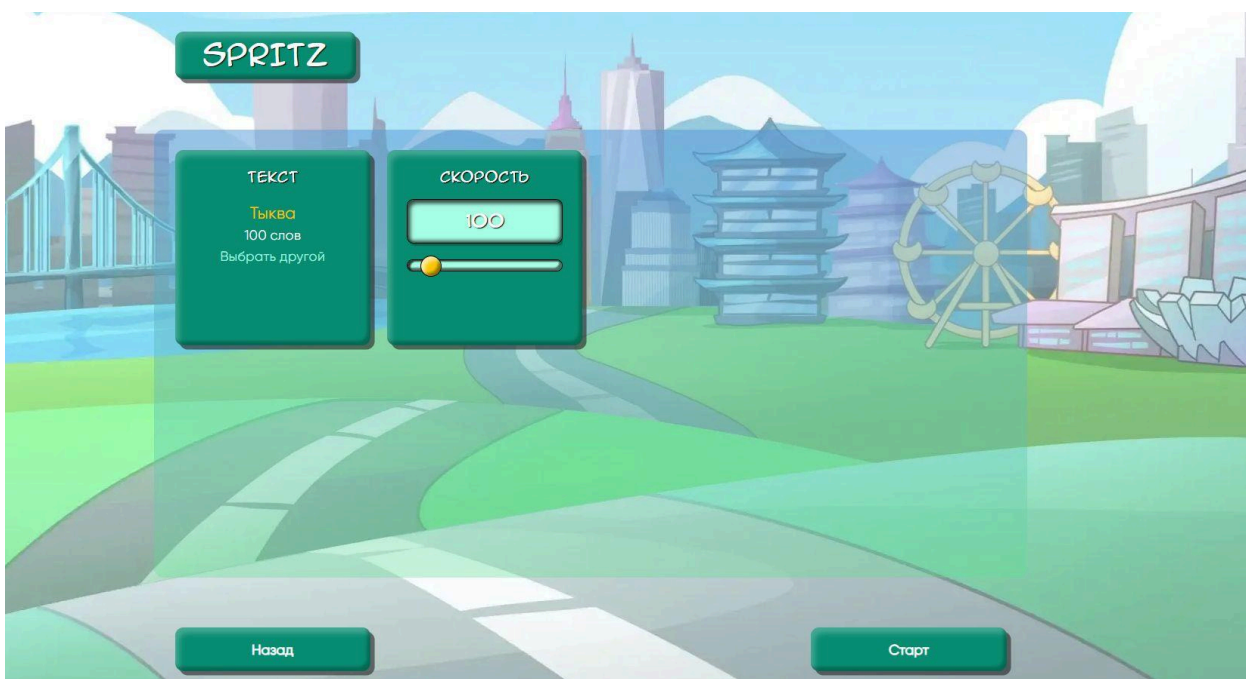 SPRITZ
ТЕКСТ
Тыква
100 слов
Выбрать другой
СКОРОСТЬ
100
Назад
Старт